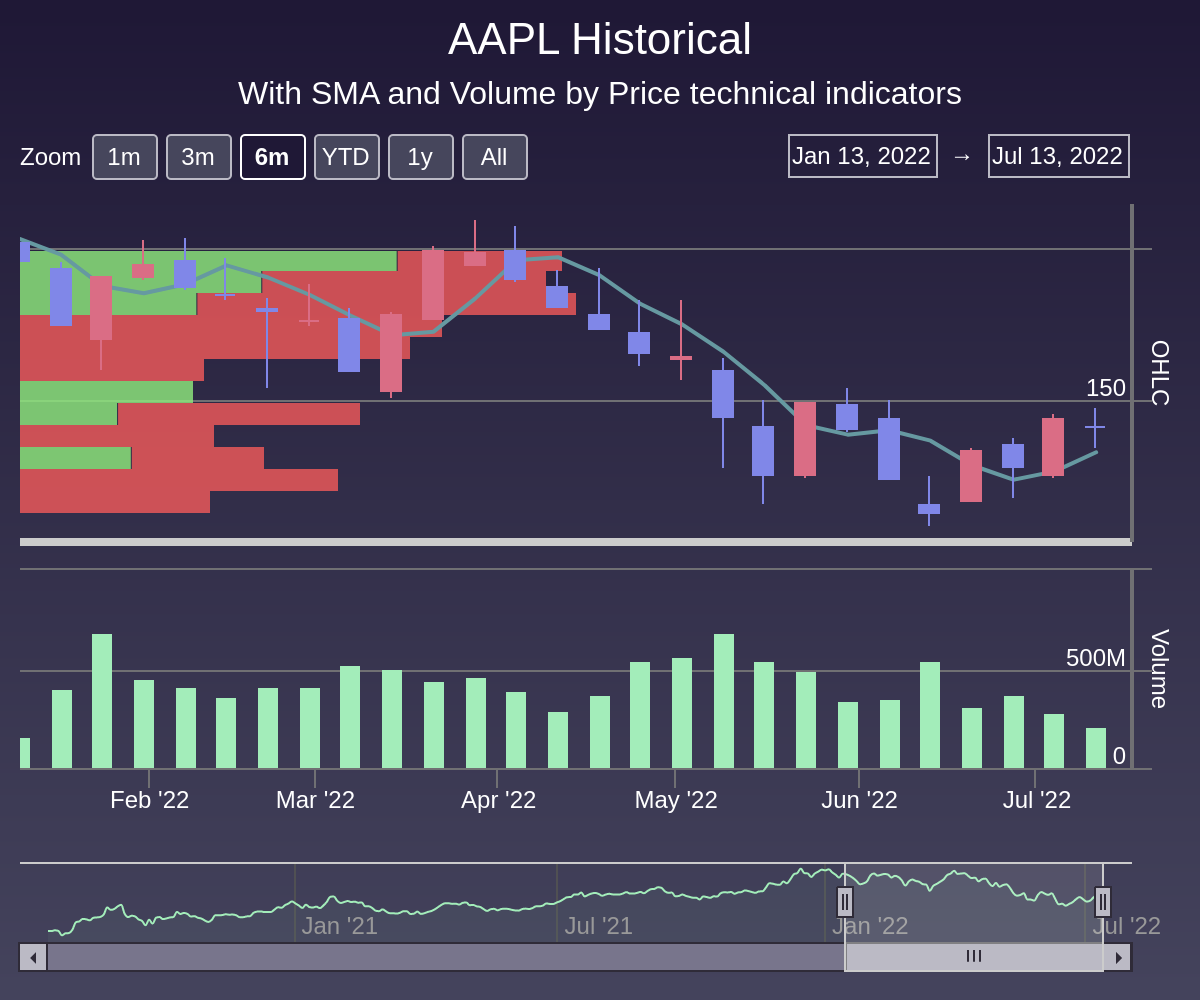 AAPL Historical
With SMA and Volume by Price technical indicators
Zoom 1m 3m 6m YTD 1y All Jan 13, 2022 → Jul 13, 2022
OHLC
150
Volume
500M
0
Feb '22 Mar '22 Apr '22 May '22 Jun '22 Jul '22
Jan '21 Jul '21 Jan '22 Jul '22